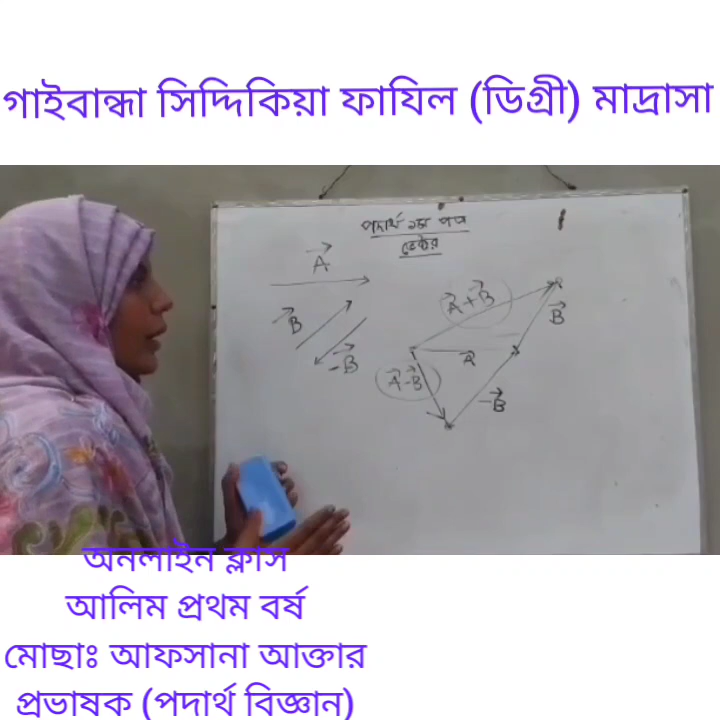 গাইবান্ধা সিদ্দিকিয়া ফাযিল (ডিগ্রী) মাদ্রাসা
পদার্থ ১ম পত্র
ভেক্টর
A⃗
B⃗
-B⃗
A⃗+B⃗
B⃗
A⃗
A⃗-B⃗
-B⃗
অনলাইন ক্লাস
আলিম প্রথম বর্ষ
মোছাঃ আফসানা আক্তার
প্রভাষক (পদার্থ বিজ্ঞান)